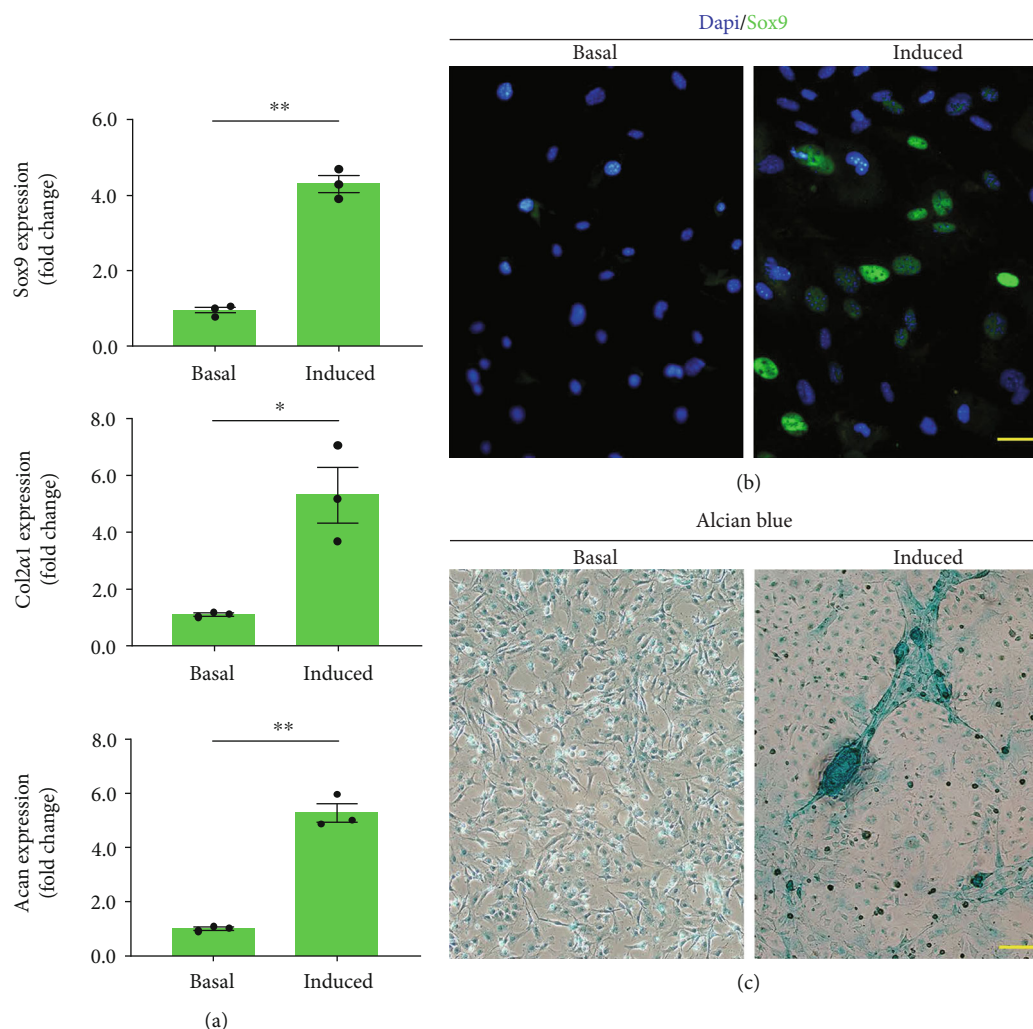 **
6.0
4.0
2.0
0.0
Sox9 expression
(fold change)
Basal Induced
*
8.0
6.0
4.0
2.0
0.0
Col2α1 expression
(fold change)
Basal Induced
**
8.0
6.0
4.0
2.0
0.0
Acan expression
(fold change)
Basal Induced
(a)
Dapi/Sox9
Basal Induced
(b)
Alcian blue
Basal Induced
(c)